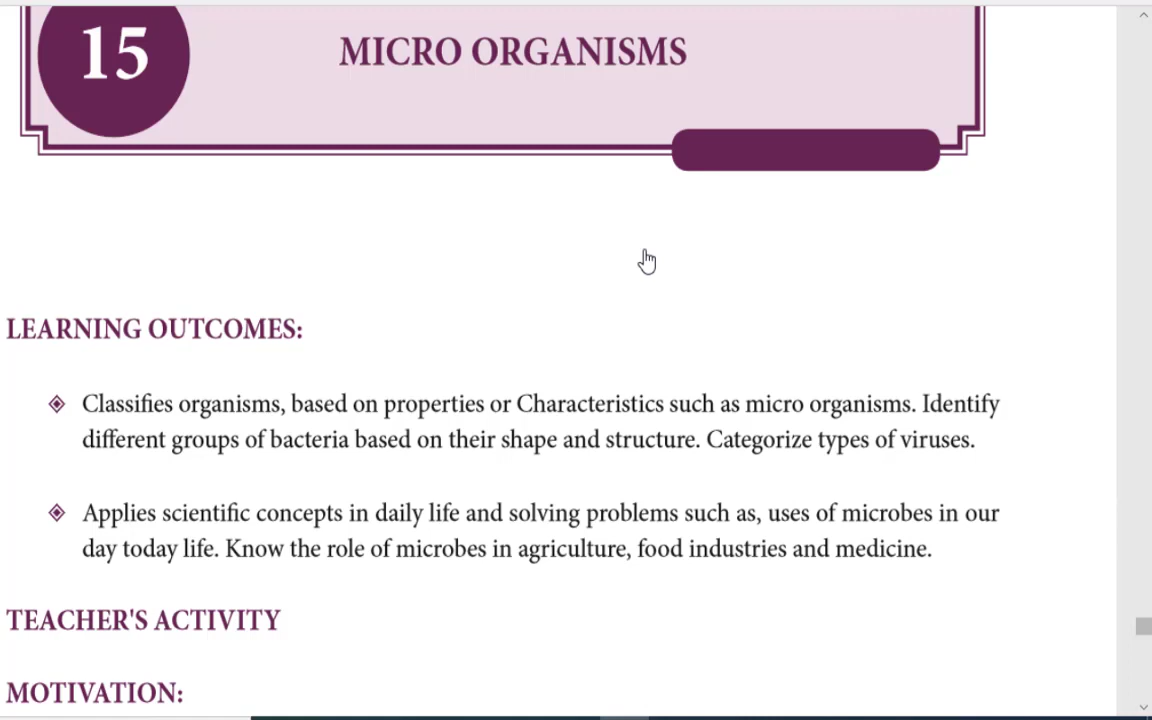 15
MICRO ORGANISMS
LEARNING OUTCOMES:
Classifies organisms, based on properties or Characteristics such as micro organisms. Identify
different groups of bacteria based on their shape and structure. Categorize types of viruses.
Applies scientific concepts in daily life and solving problems such as, uses of microbes in our
day today life. Know the role of microbes in agriculture, food industries and medicine.
TEACHER'S ACTIVITY
MOTIVATION: